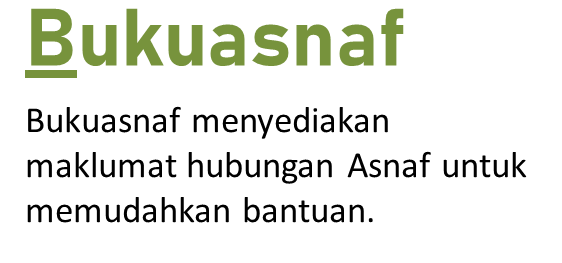 Bukuasnaf
Bukuasnaf menyediakan
maklumat hubungan Asnaf untuk
memudahkan bantuan.